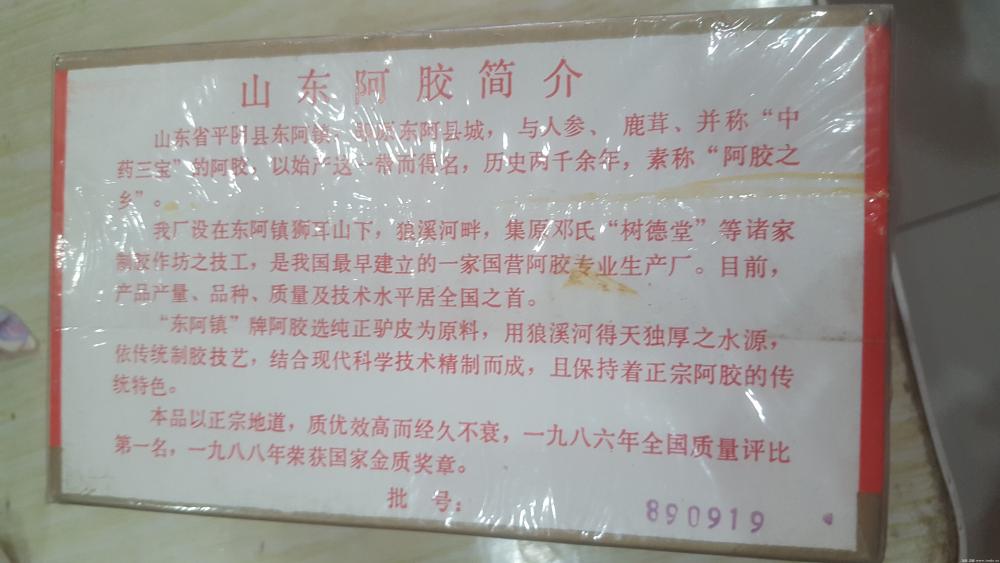 山东阿胶简介
山东省平阴县东阿镇,即原东阿县城,与人参、鹿茸、并称“中
药三宝”的阿胶,以始产这一带而得名,历史两千余年,素称“阿胶之
乡”。
我厂设在东阿镇狮耳山下,狼溪河畔,集原邓氏“树德堂”等诸家
制胶作坊之技工,是我国最早建立的一家国营阿胶专业生产厂。目前,
产品产量、品种、质量及技术水平居全国之首。
“东阿镇”牌阿胶选纯正驴皮为原料,用狼溪河得天独厚之水源,
依传统制胶技艺,结合现代科学技术精制而成,且保持着正宗阿胶的传
统特色。
本品以正宗地道,质优效高而经久不衰,一九八六年全国质量评比
第一名,一九八八年荣获国家金质奖章。
批 号:
890919